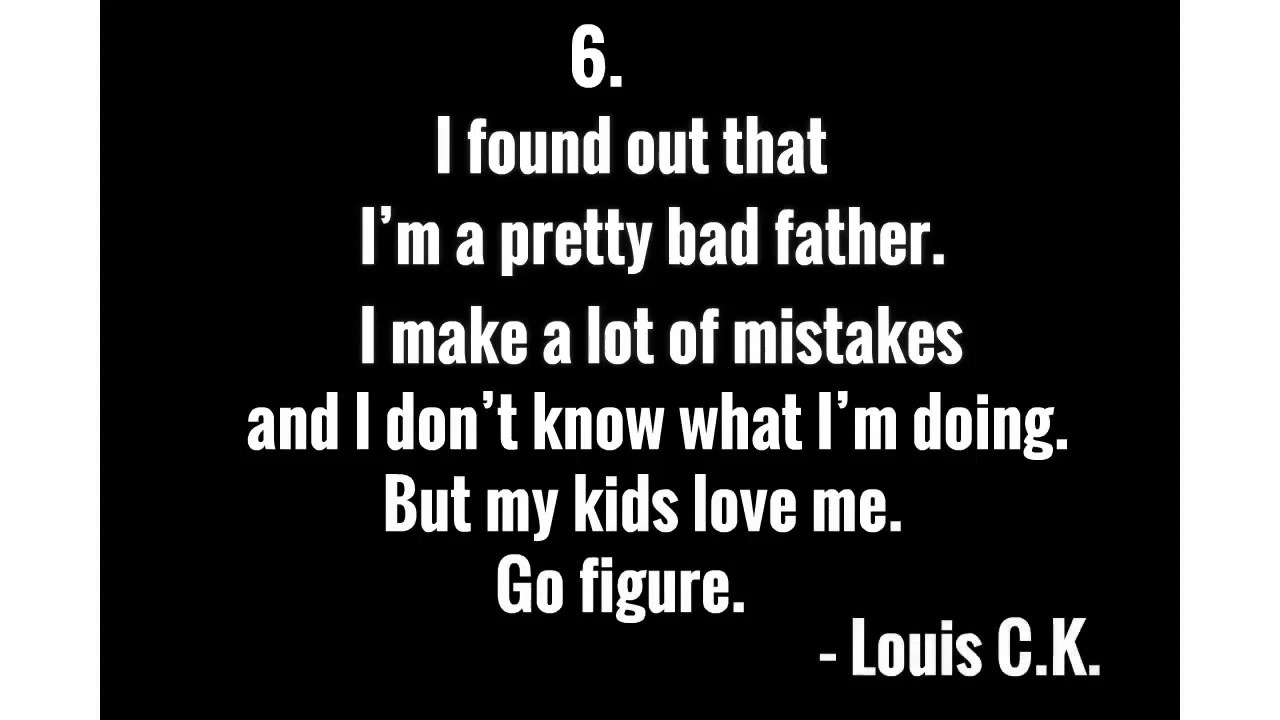 6.
I found out that
I’m a pretty bad father.
I make a lot of mistakes
and I don’t know what I’m doing.
But my kids love me.
Go figure.
- Louis C.K.